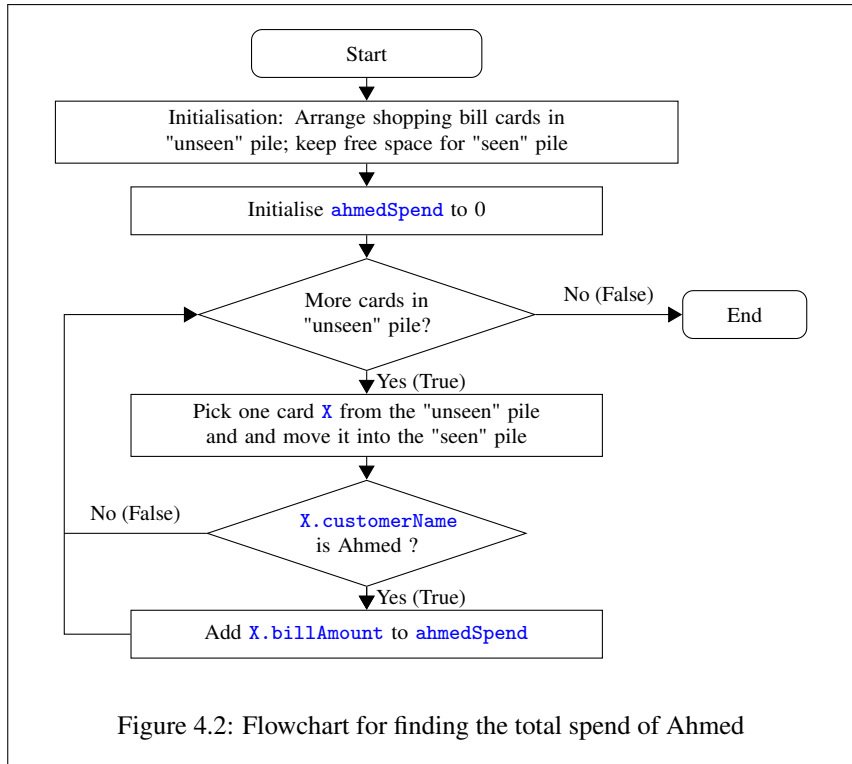 Start
Initialisation: Arrange shopping bill cards in
"unseen" pile; keep free space for "seen" pile
Initialise ahmedSpend to 0
More cards in
"unseen" pile?
No (False)
End
Yes (True)
Pick one card X from the "unseen" pile
and and move it into the "seen" pile
No (False)
X.customerName
is Ahmed ?
Yes (True)
Add X.billAmount to ahmedSpend
Figure 4.2: Flowchart for finding the total spend of Ahmed